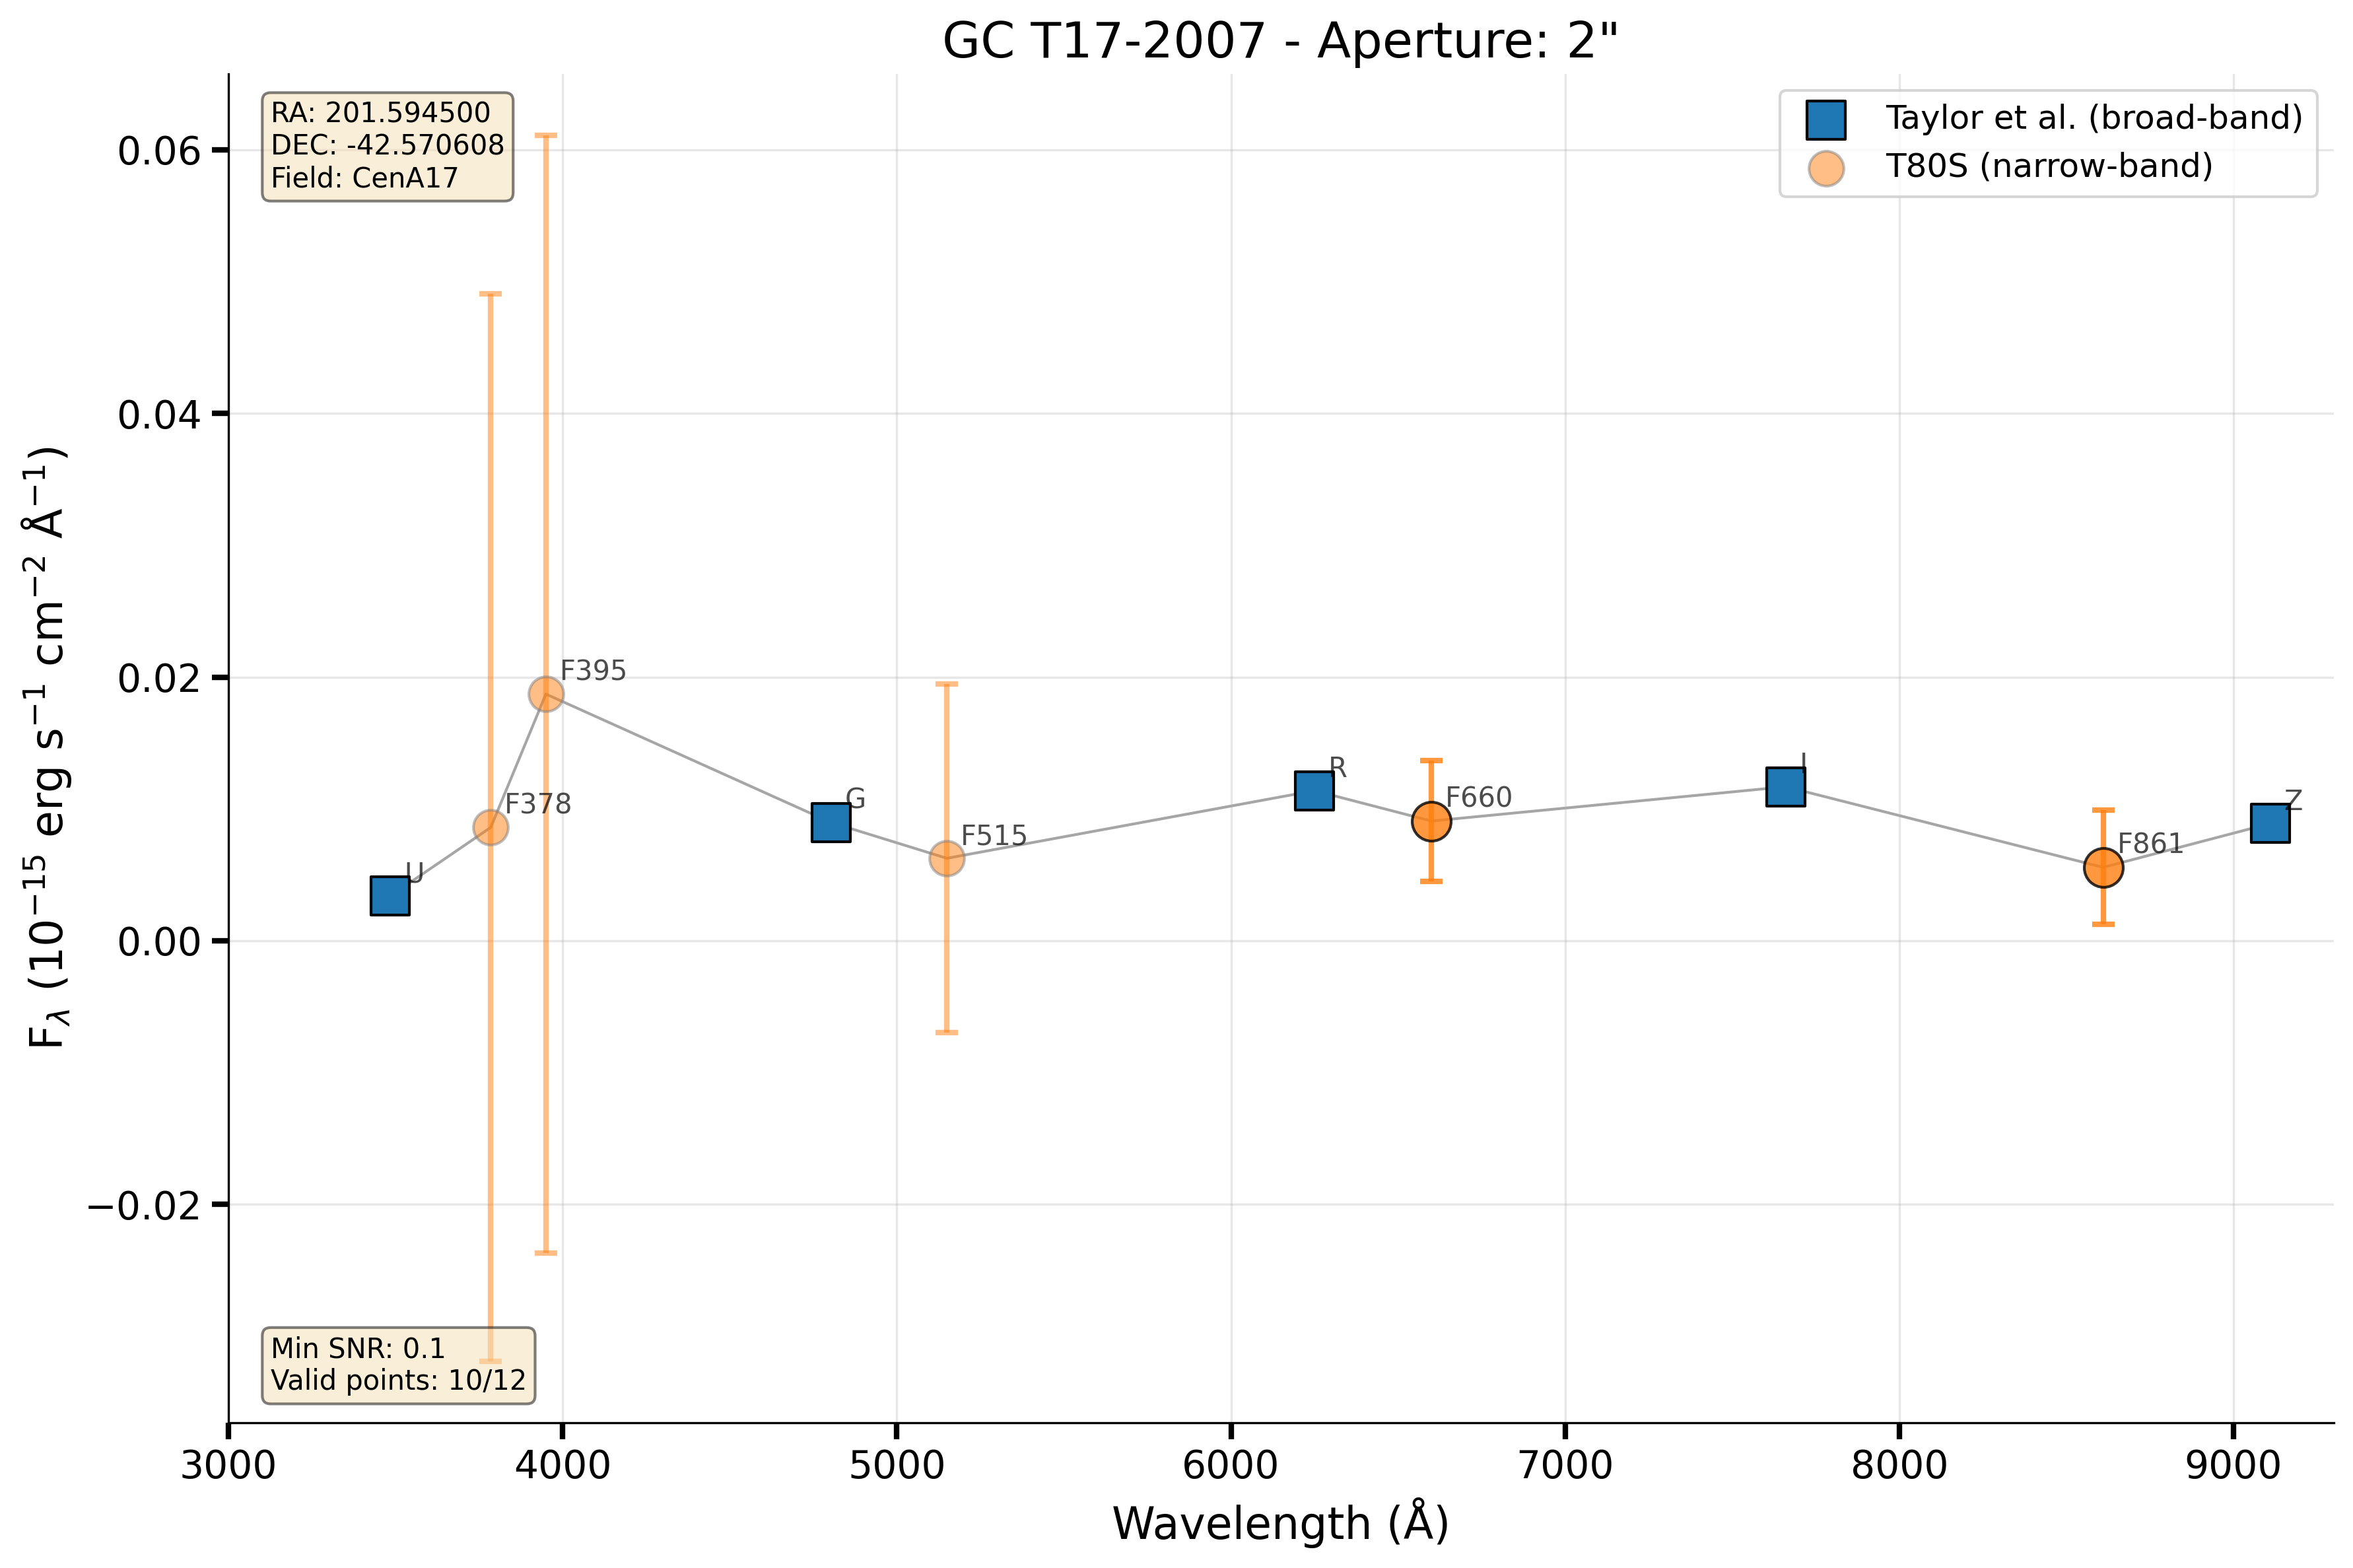 GC T17-2007 - Aperture: 2"
RA: 201.594500
DEC: -42.570608
Field: CenA17
Taylor et al. (broad-band)
T80S (narrow-band)
F_λ (10⁻¹⁵ erg s⁻¹ cm⁻² Å⁻¹)
0.06
0.04
0.02
0.00
−0.02
U
F378
F395
G
F515
R
F660
I
F861
Z
Min SNR: 0.1
Valid points: 10/12
3000 4000 5000 6000 7000 8000 9000
Wavelength (Å)